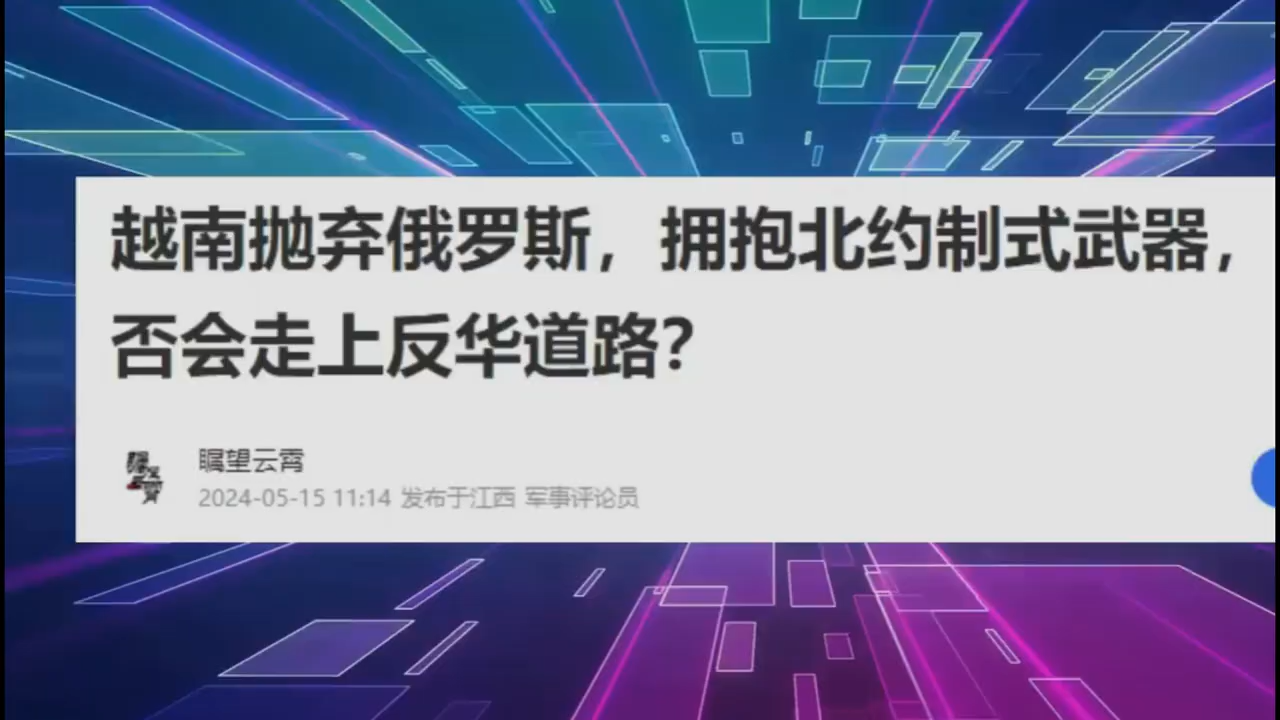 越南抛弃俄罗斯，拥抱北约制式武器，
否会走上反华道路？
瞩望云霄
2024-05-15 11:14 发布于江西 军事评论员